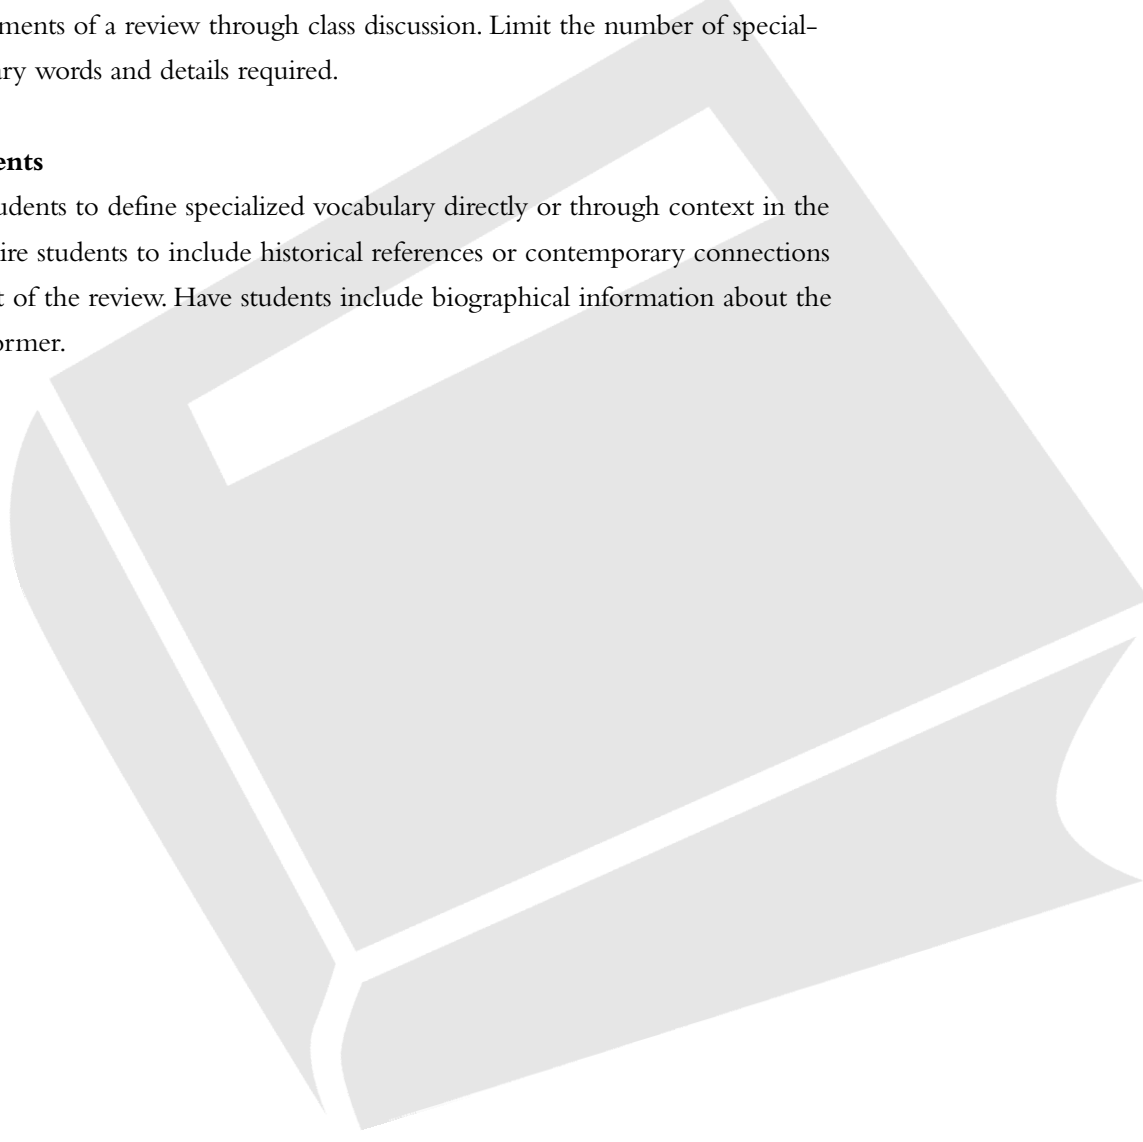 ments of a review through class discussion. Limit the number of special-
ry words and details required.
ents
udents to define specialized vocabulary directly or through context in the
ire students to include historical references or contemporary connections
t of the review. Have students include biographical information about the
ormer.